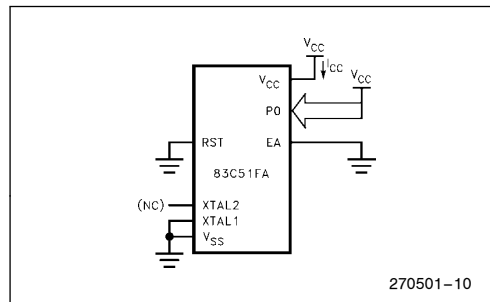 VCC
ICC
VCC
VCC
P0
RST
EA
83C51FA
(NC)
XTAL2
XTAL1
VSS
270501–10